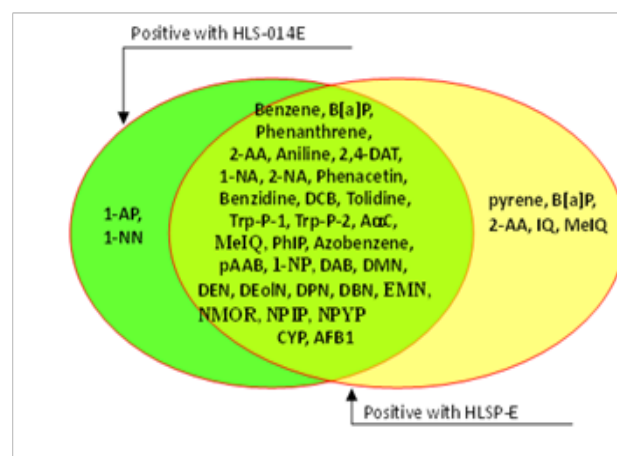 Positive with HLS-014E
Benzene, B[a]P,
Phenanthrene,
2-AA, Aniline, 2,4-DAT,
1-NA, 2-NA, Phenacetin,
Benzidine, DCB, Tolidine,
Trp-P-1, Trp-P-2, AαC,
MeIQ, PhIP, Azobenzene,
pAAB, 1-NP, DAB, DMN,
DEN, DEolN, DPN, DBN, EMN,
NMOR, NPIP, NPYP
CYP, AFB1
1-AP,
1-NN
pyrene, B[a]P,
2-AA, IQ, MeIQ
Positive with HLSP-E